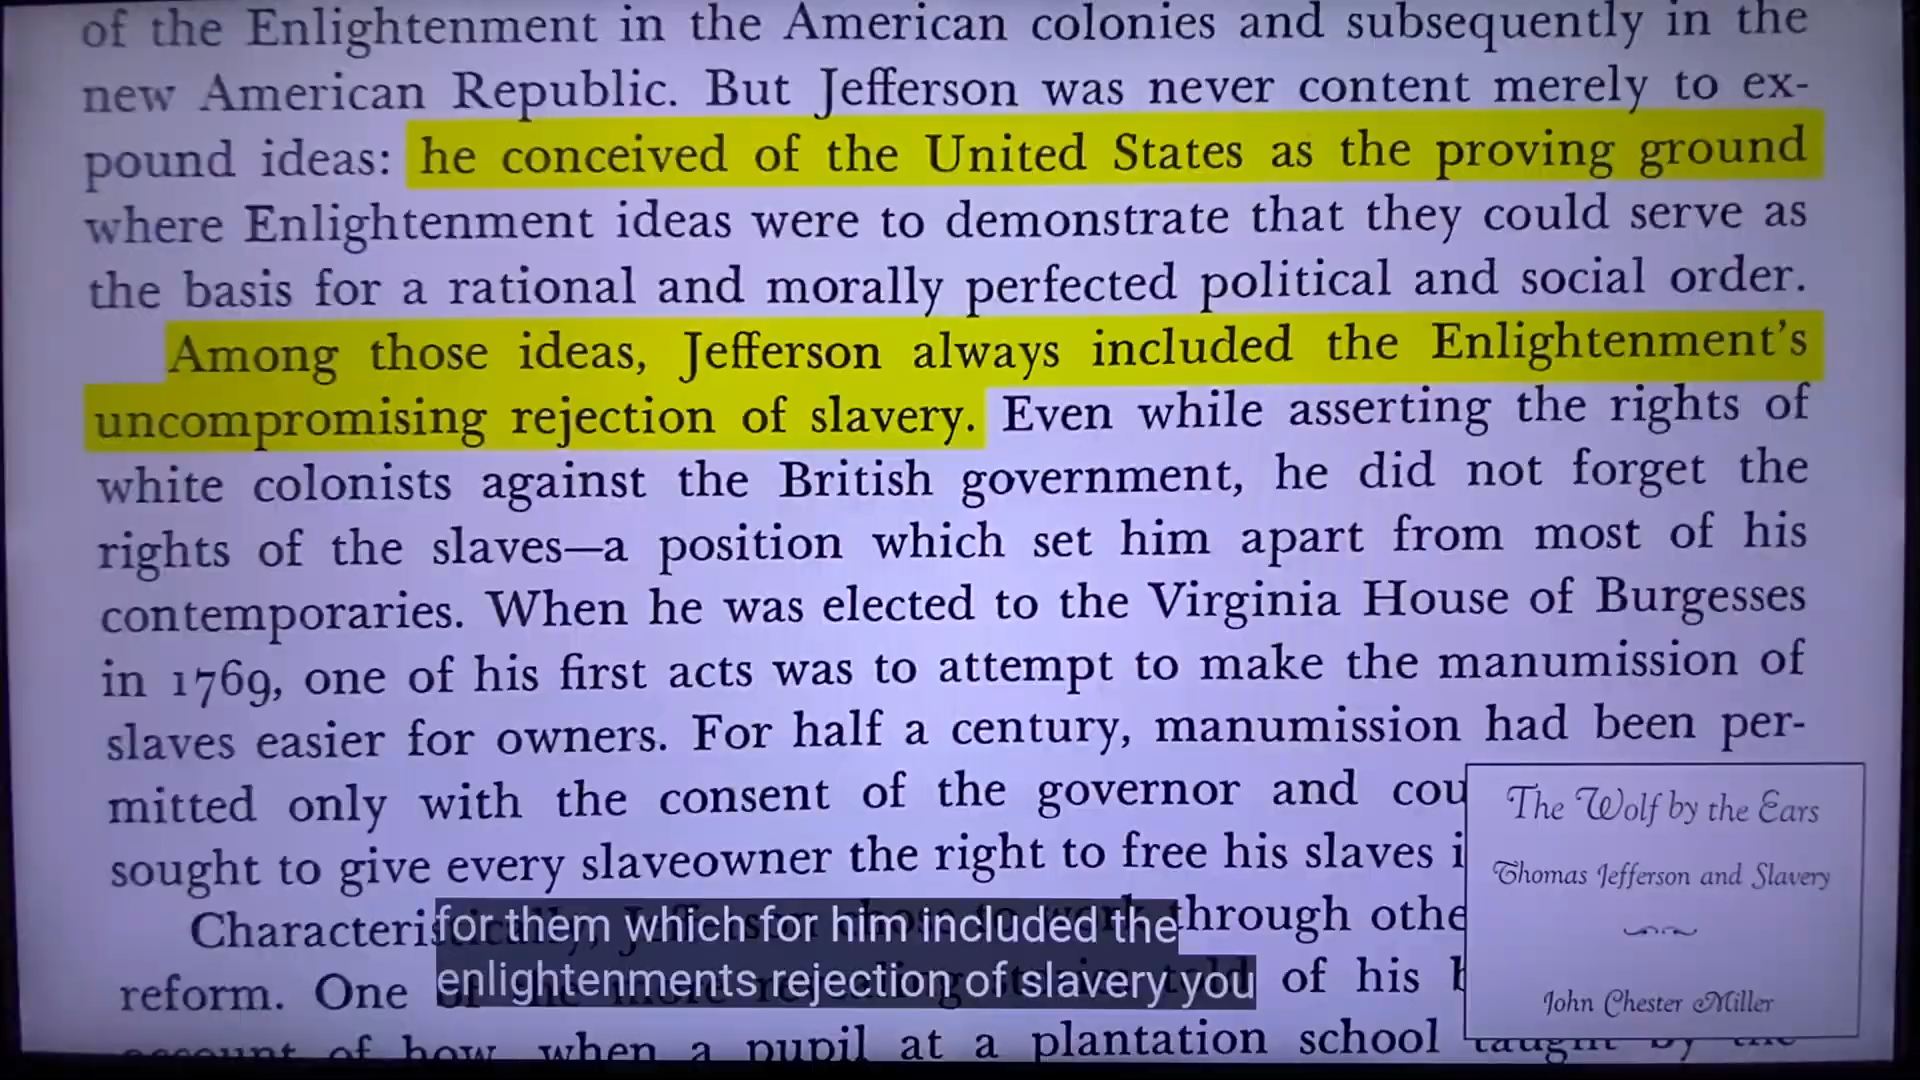 of the Enlightenment in the American colonies and subsequently in the
new American Republic. But Jefferson was never content merely to ex-
pound ideas: he conceived of the United States as the proving ground
where Enlightenment ideas were to demonstrate that they could serve as
the basis for a rational and morally perfected political and social order.
Among those ideas, Jefferson always included the Enlightenment's
uncompromising rejection of slavery. Even while asserting the rights of
white colonists against the British government, he did not forget the
rights of the slaves—a position which set him apart from most of his
contemporaries. When he was elected to the Virginia House of Burgesses
in 1769, one of his first acts was to attempt to make the manumission of
slaves easier for owners. For half a century, manumission had been per-
mitted only with the consent of the governor and cou
sought to give every slaveowner the right to free his slaves i
Characteri through othe
reform. One of his
account of how, when a pupil at a plantation school taught by the
for them which for him included the
enlightenments rejection of slavery you
The Wolf by the Ears
Thomas Jefferson and Slavery
John Chester Miller